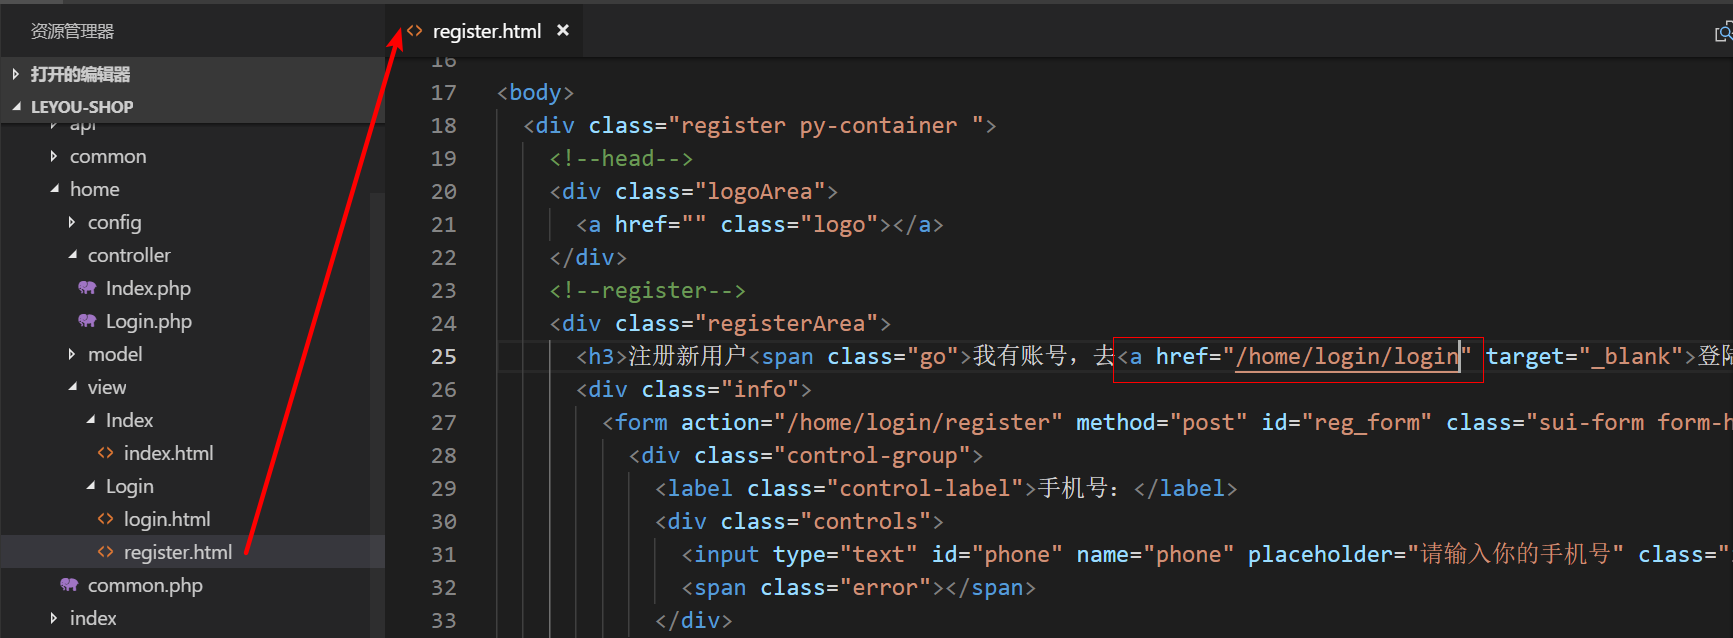 资源管理器
打开的编辑器
LEYOU-SHOP
api
common
home
config
controller
Index.php
Login.php
model
view
Index
index.html
Login
login.html
register.html
common.php
index
register.html ×
16
17 <body>
18 <div class="register py-container ">
19 <!--head-->
20 <div class="logoArea">
21 <a href="" class="logo"></a>
22 </div>
23 <!--register-->
24 <div class="registerArea">
25 <h3>注册新用户<span class="go">我有账号，去<a href="/home/login/login" target="_blank">登陆
26 <div class="info">
27 <form action="/home/login/register" method="post" id="reg_form" class="sui-form form-h
28 <div class="control-group">
29 <label class="control-label">手机号：</label>
30 <div class="controls">
31 <input type="text" id="phone" name="phone" placeholder="请输入你的手机号" class="
32 <span class="error"></span>
33 </div>